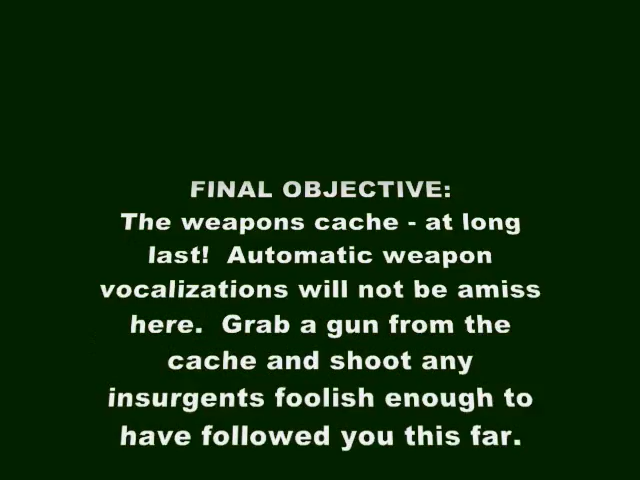 FINAL OBJECTIVE:
The weapons cache - at long
last!  Automatic weapon
vocalizations will not be amiss
here.  Grab a gun from the
cache and shoot any
insurgents foolish enough to
have followed you this far.